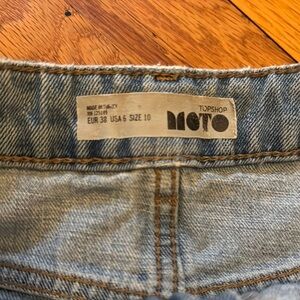 MADE IN TURKEY
EUR 38 USA 6 SIZE 10
TOPSHOP
MOTO